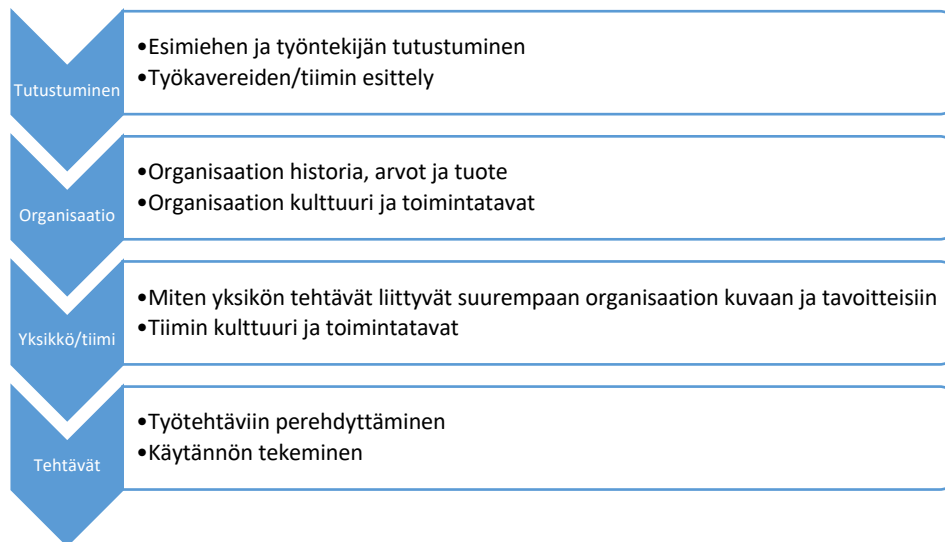 Tutustuminen
•Esimiehen ja työntekijän tutustuminen
•Työkavereiden/tiimin esittely
Organisaatio
•Organisaation historia, arvot ja tuote
•Organisaation kulttuuri ja toimintatavat
Yksikkö/tiimi
•Miten yksikön tehtävät liittyvät suurempaan organisaation kuvaan ja tavoitteisiin
•Tiimin kulttuuri ja toimintatavat
Tehtävät
•Työtehtäviin perehdyttäminen
•Käytännön tekeminen